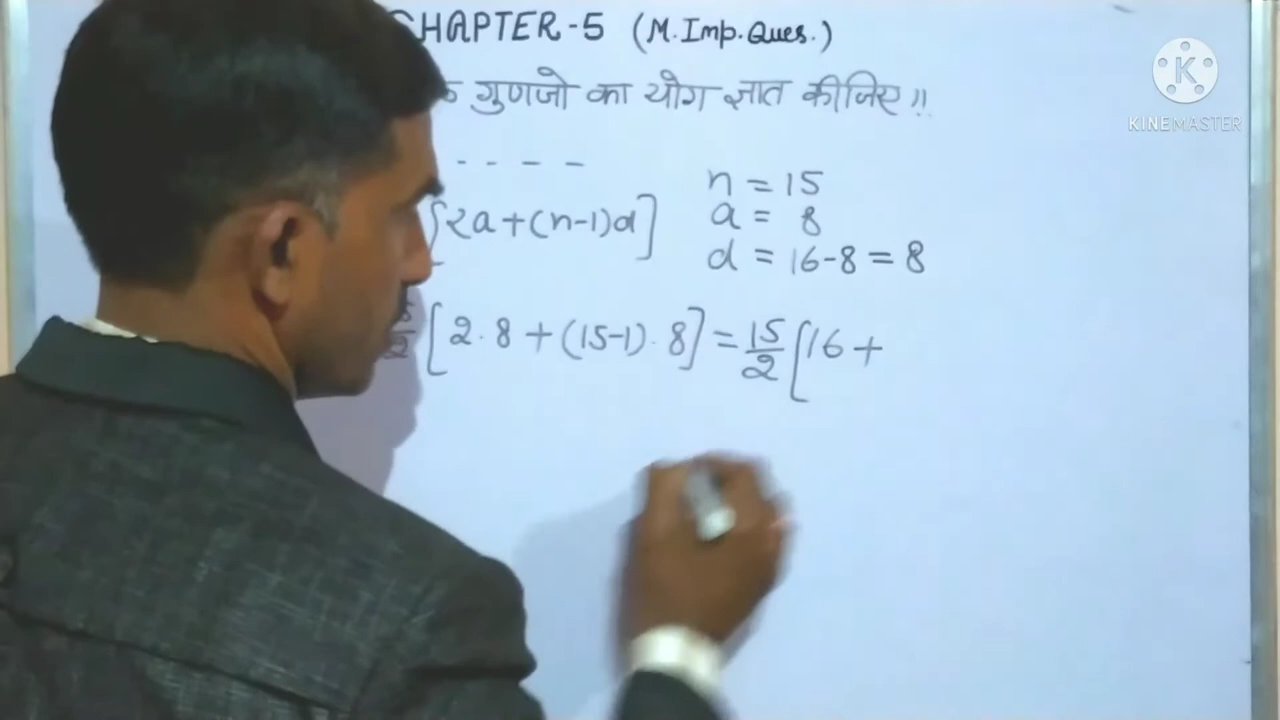 CHAPTER-5 (M.Imp.Ques.)
गुणजो का योग ज्ञात कीजिए!!
- - - -
[2a+(n-1)d]
n = 15
a = 8
d = 16-8 = 8
[2.8+(15-1).8] = 15/2 [16+
KINEMASTER